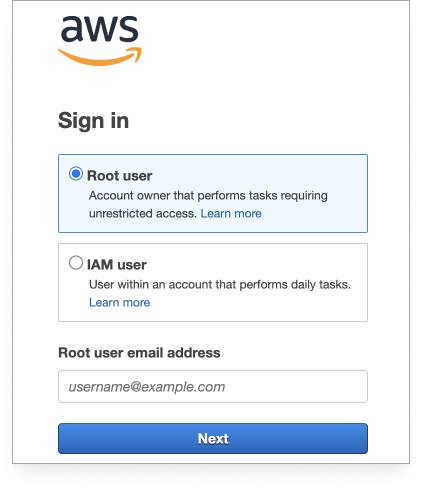 aws
Sign in
Root user
Account owner that performs tasks requiring
unrestricted access. Learn more
IAM user
User within an account that performs daily tasks.
Learn more
Root user email address
username@example.com
Next